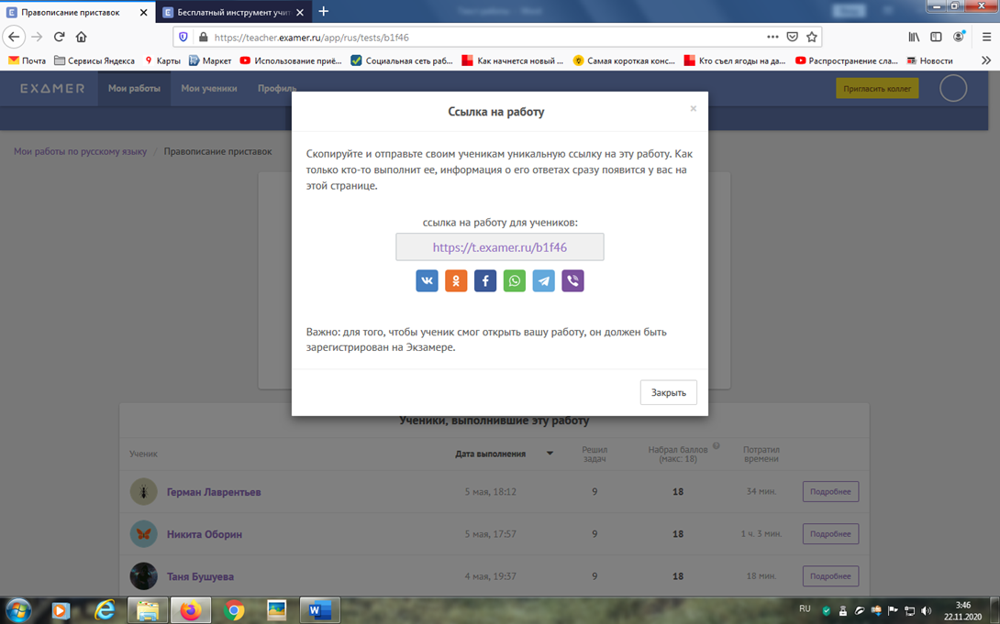 Правописание приставок
Бесплатный инструмент учит
https://teacher.examer.ru/app/rus/tests/b1f46
Почта
Сервисы Яндекса
Карты
Маркет
Использование приё...
Социальная сеть раб...
Как начнется новый ...
Самая короткая конс...
Кто съел ягоды на да...
Распространение сла...
Новости
EXAMER
Мои работы
Мои ученики
Профиль
Пригласить коллег
Мои работы по русскому языку / Правописание приставок
Ссылка на работу
Скопируйте и отправьте своим ученикам уникальную ссылку на эту работу. Как
только кто-то выполнит ее, информация о его ответах сразу появится у вас на
этой странице.
ссылка на работу для учеников:
https://t.examer.ru/b1f46
Важно: для того, чтобы ученик смог открыть вашу работу, он должен быть
зарегистрирован на Экзамере.
Закрыть
Ученики, выполнившие эту работу
Ученик
Дата выполнения
Решил
задач
Набрал баллов
(макс: 18)
Потратил
времени
Герман Лаврентьев 5 мая, 18:12 9 18 34 мин. Подробнее
Никита Оборин 5 мая, 17:57 9 18 1 ч. 3 мин. Подробнее
Таня Бушуева 4 мая, 19:37 9 18 18 мин. Подробнее
RU
3:46
22.11.2020